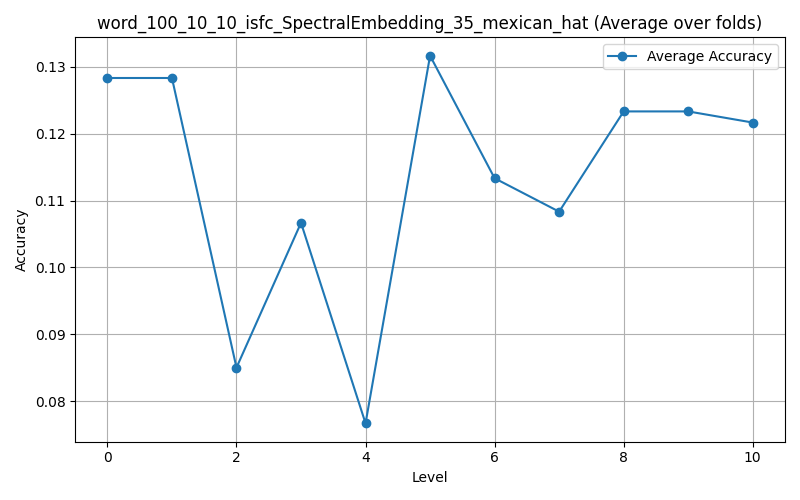 word_100_10_10_isfc_SpectralEmbedding_35_mexican_hat (Average over folds)
Average Accuracy
Accuracy
0.13
0.12
0.11
0.10
0.09
0.08
0 2 4 6 8 10
Level